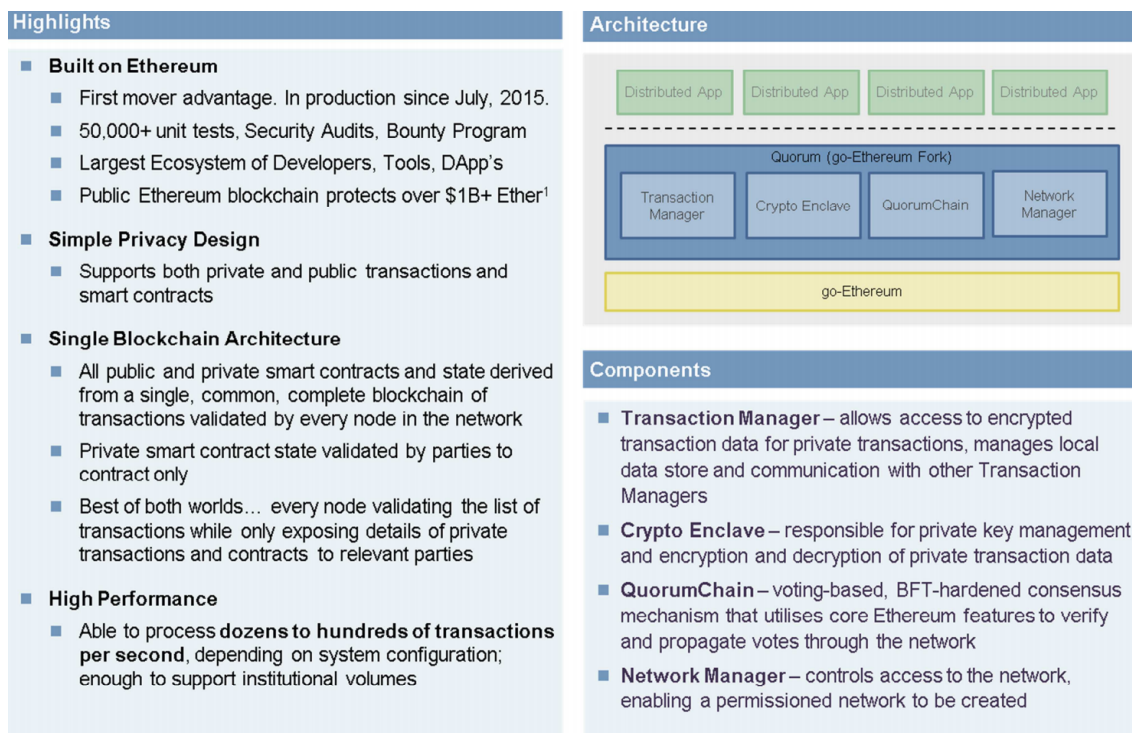 Highlights
Built on Ethereum
First mover advantage. In production since July, 2015.
50,000+ unit tests, Security Audits, Bounty Program
Largest Ecosystem of Developers, Tools, DApp's
Public Ethereum blockchain protects over $1B+ Ether¹
Simple Privacy Design
Supports both private and public transactions and
smart contracts
Single Blockchain Architecture
All public and private smart contracts and state derived
from a single, common, complete blockchain of
transactions validated by every node in the network
Private smart contract state validated by parties to
contract only
Best of both worlds... every node validating the list of
transactions while only exposing details of private
transactions and contracts to relevant parties
High Performance
Able to process dozens to hundreds of transactions
per second, depending on system configuration;
enough to support institutional volumes
Architecture
Distributed App Distributed App Distributed App Distributed App
Quorum (go-Ethereum Fork)
Transaction
Manager
Crypto Enclave
QuorumChain
Network
Manager
go-Ethereum
Components
Transaction Manager – allows access to encrypted
transaction data for private transactions, manages local
data store and communication with other Transaction
Managers
Crypto Enclave – responsible for private key management
and encryption and decryption of private transaction data
QuorumChain – voting-based, BFT-hardened consensus
mechanism that utilises core Ethereum features to verify
and propagate votes through the network
Network Manager – controls access to the network,
enabling a permissioned network to be created